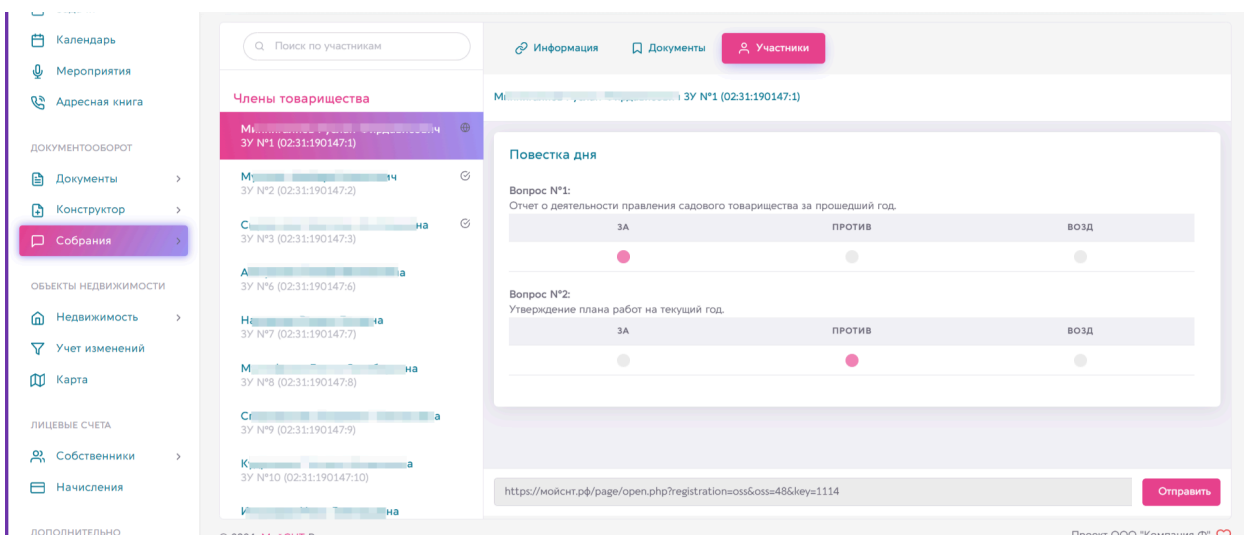 Календарь
Мероприятия
Адресная книга
ДОКУМЕНТООБОРОТ
Документы
Конструктор
Собрания
ОБЪЕКТЫ НЕДВИЖИМОСТИ
Недвижимость
Учет изменений
Карта
ЛИЦЕВЫЕ СЧЕТА
Собственники
Начисления
ДОПОЛНИТЕЛЬНО
Поиск по участникам
Члены товарищества
ЗУ №1 (02:31:190147:1)
ЗУ №2 (02:31:190147:2)
ЗУ №3 (02:31:190147:3)
ЗУ №6 (02:31:190147:6)
ЗУ №7 (02:31:190147:7)
ЗУ №8 (02:31:190147:8)
ЗУ №9 (02:31:190147:9)
ЗУ №10 (02:31:190147:10)
Информация Документы Участники
ЗУ №1 (02:31:190147:1)
Повестка дня
Вопрос №1:
Отчет о деятельности правления садового товарищества за прошедший год.
ЗА ПРОТИВ ВОЗД
Вопрос №2:
Утверждение плана работ на текущий год.
ЗА ПРОТИВ ВОЗД
https://мойснт.рф/page/open.php?registration=oss&oss=48&key=1114
Отправить
Проект ООО "Компания Ф"